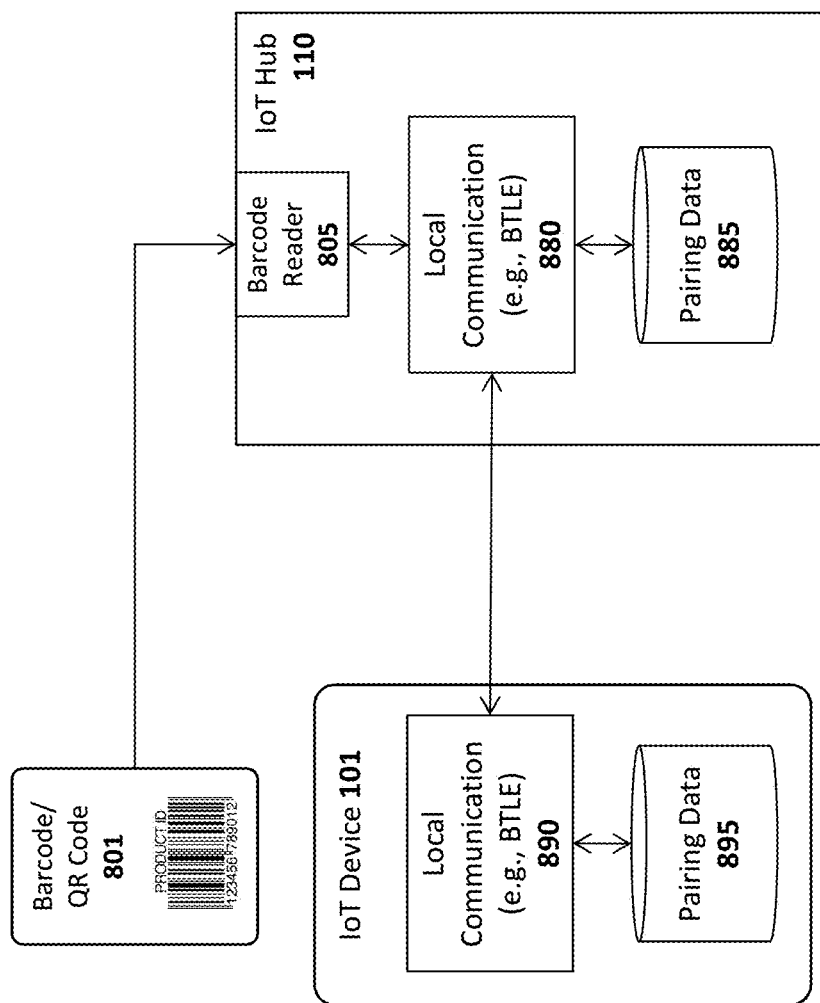 Barcode/
QR Code
801
PRODUCT ID
123456789012
IoT Device 101
Local
Communication
(e.g., BTLE)
890
Pairing Data
895
IoT Hub
110
Barcode
Reader
805
Local
Communication
(e.g., BTLE)
880
Pairing Data
885